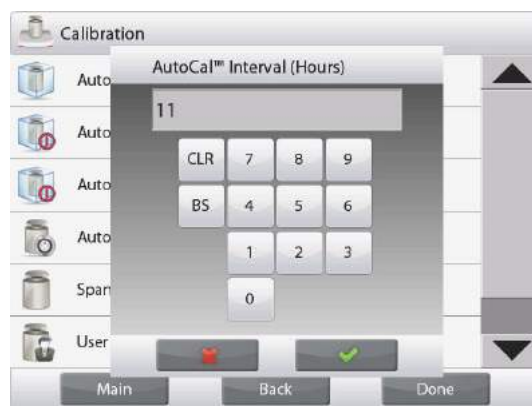 Calibration
AutoCal™ Interval (Hours)
11
Auto
Auto
Auto
Auto
Span
User
CLR 7 8 9
BS 4 5 6
1 2 3
0
Main Back Done